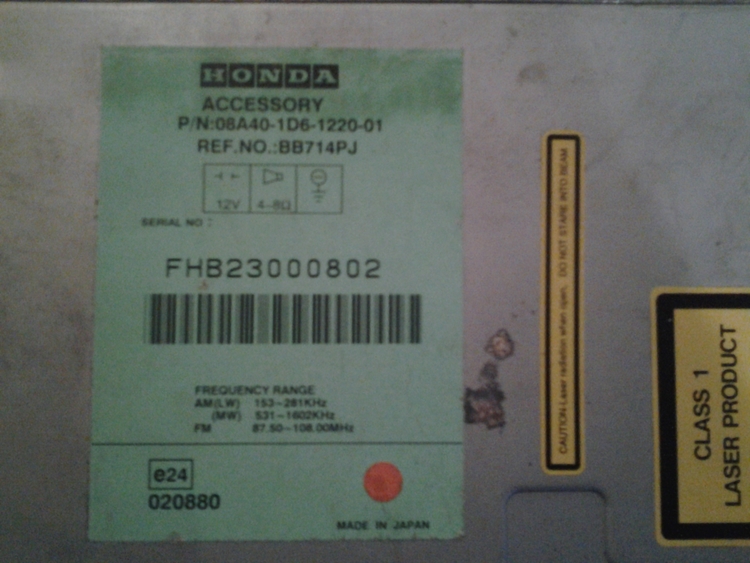 HONDA
ACCESSORY
P/N:08A40-1D6-1220-01
REF.NO.:BB714PJ
12V 4~8Ω
SERIAL NO :
FHB23000802
FREQUENCY RANGE
AM(LW) 153~281KHz
(MW) 531~1602KHz
FM 87.50~108.00MHz
e24
020880
MADE IN JAPAN
CAUTION-Laser radiation when open, DO NOT STARE INTO BEAM
CLASS 1
LASER PRODUCT